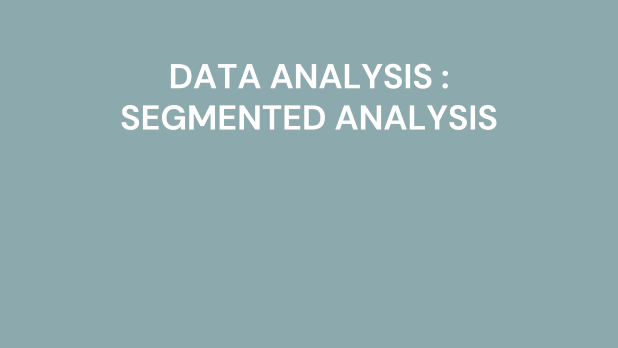 DATA ANALYSIS :
SEGMENTED ANALYSIS